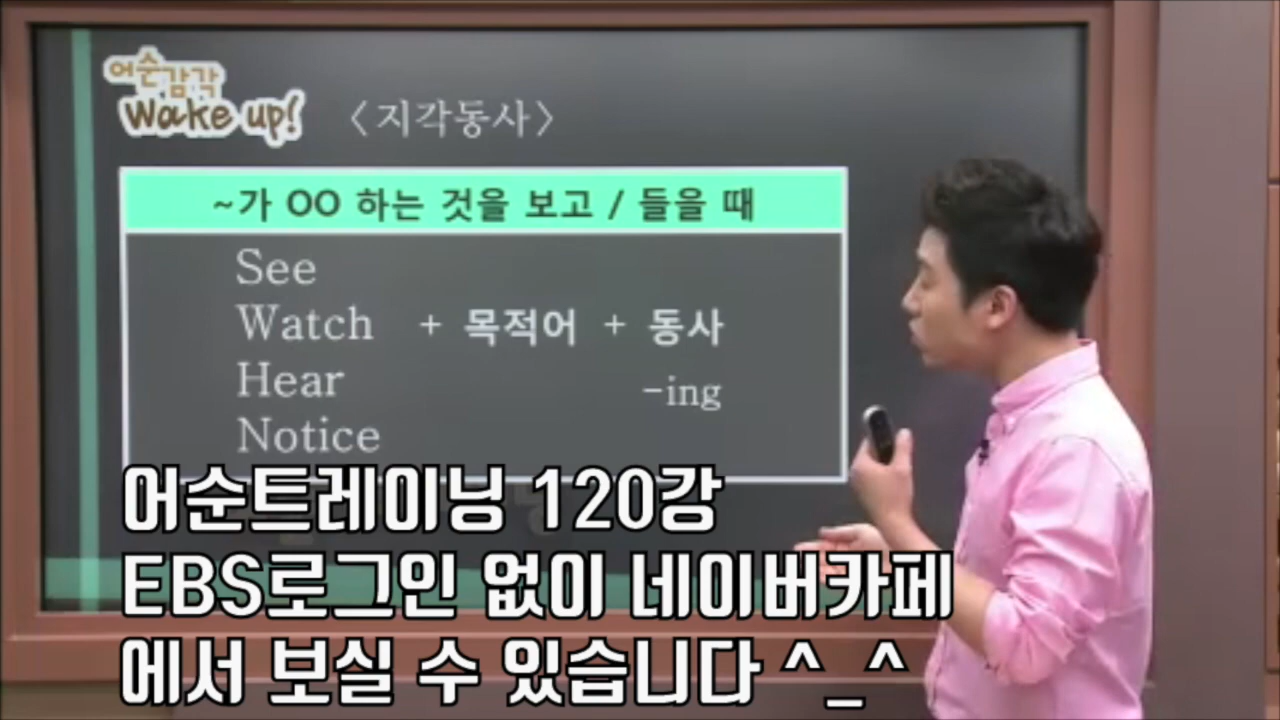 어순감각
Wake up!
<지각동사>
~가 OO 하는 것을 보고 / 들을 때
See
Watch + 목적어 + 동사
Hear
-ing
Notice
어순트레이닝 120강
EBS로그인 없이 네이버카페
에서 보실 수 있습니다 ^_^